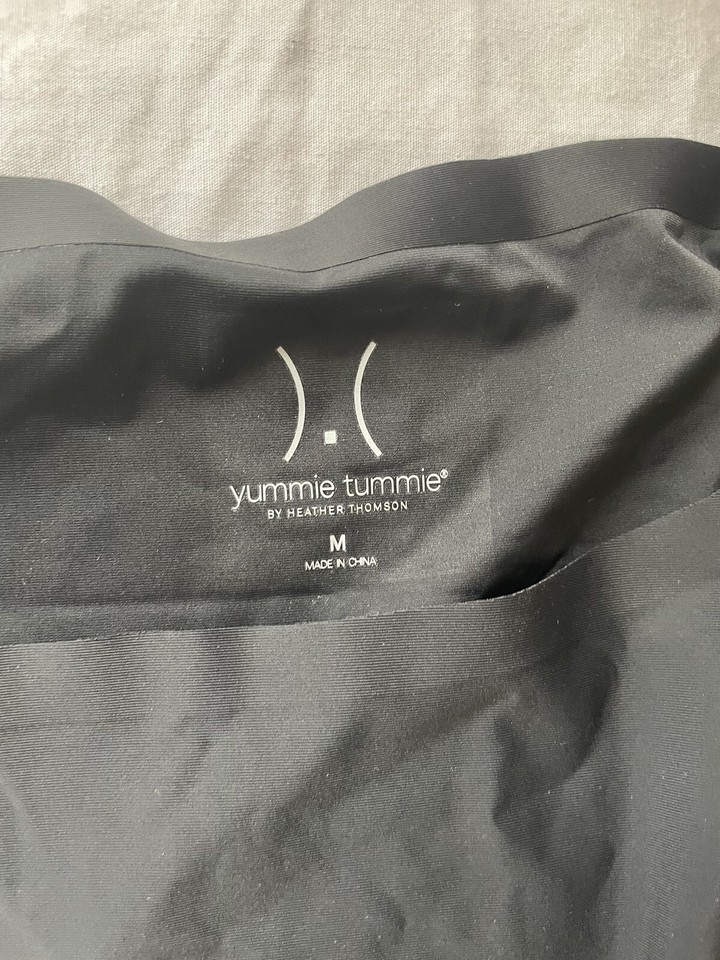 yummie tummie®
BY HEATHER THOMSON
M
MADE IN CHINA